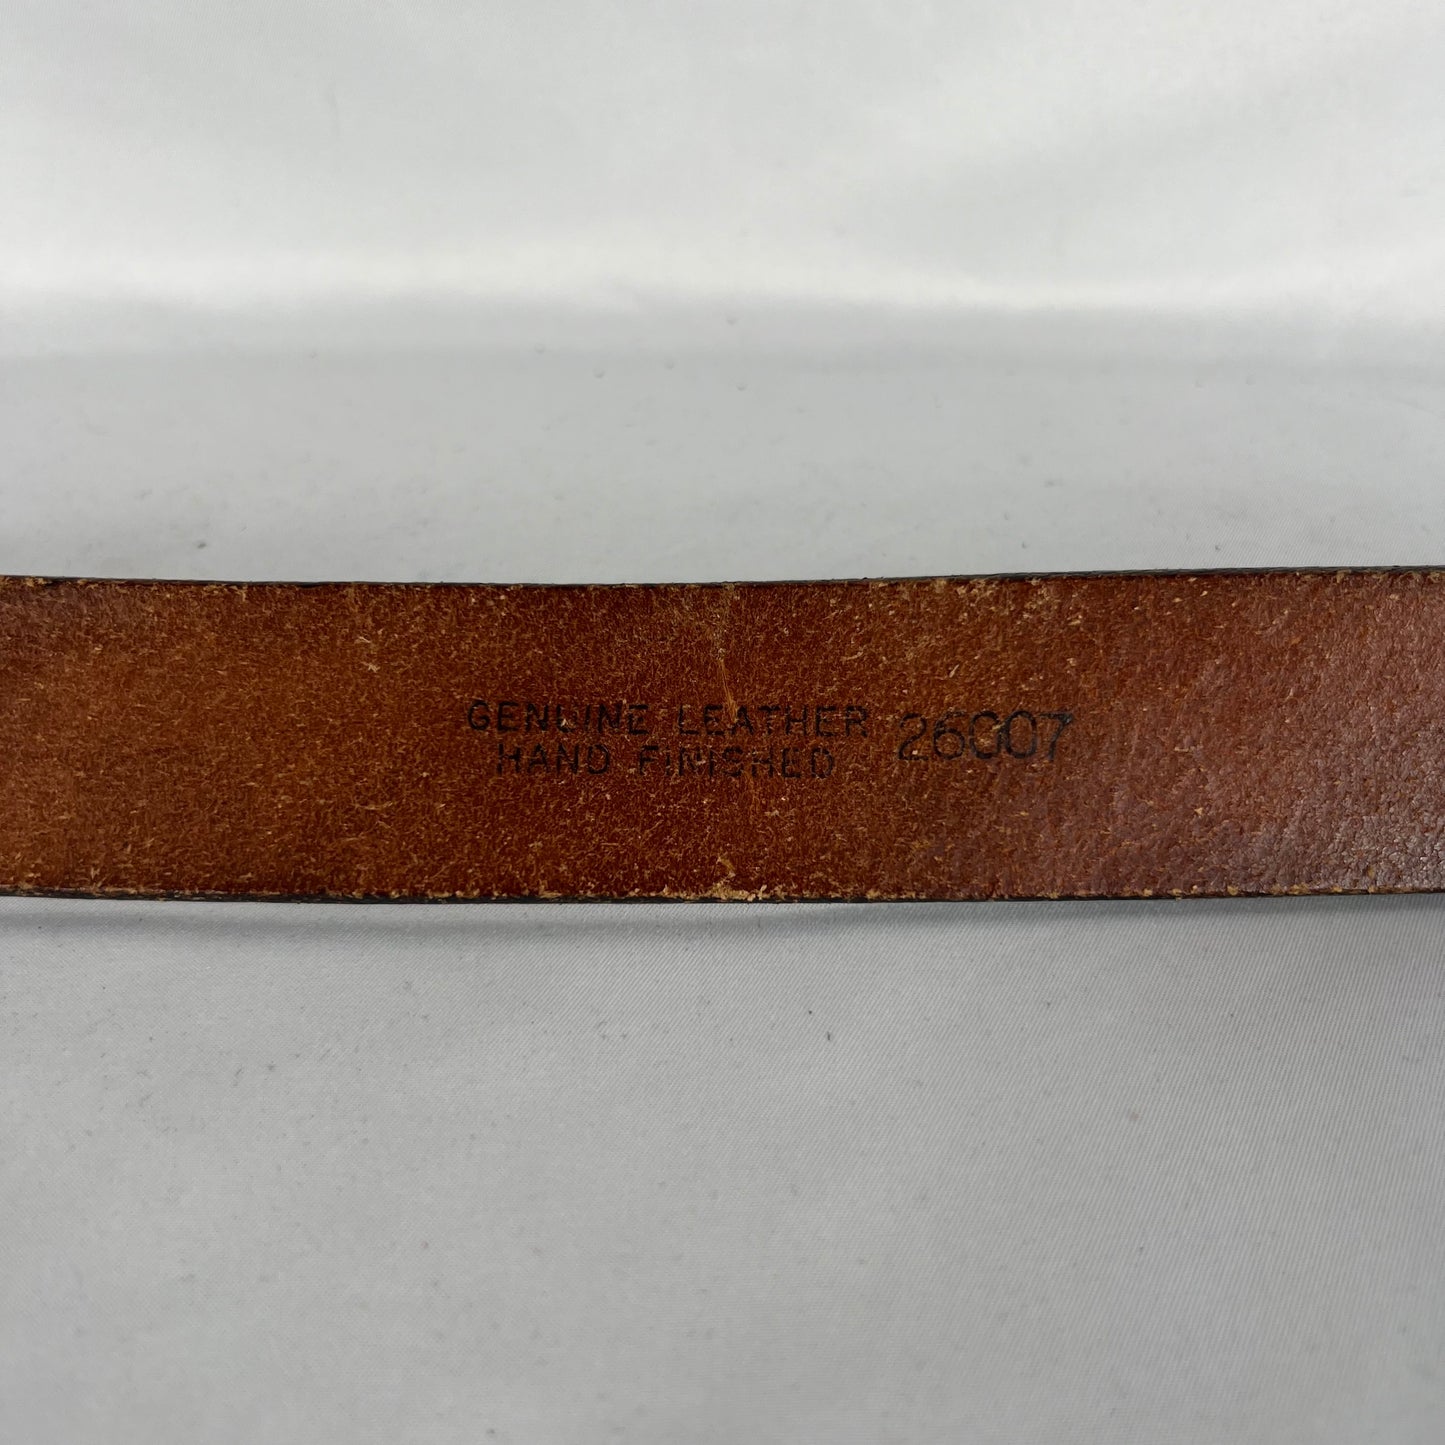 GENUINE LEATHER 26007
HAND FINISHED